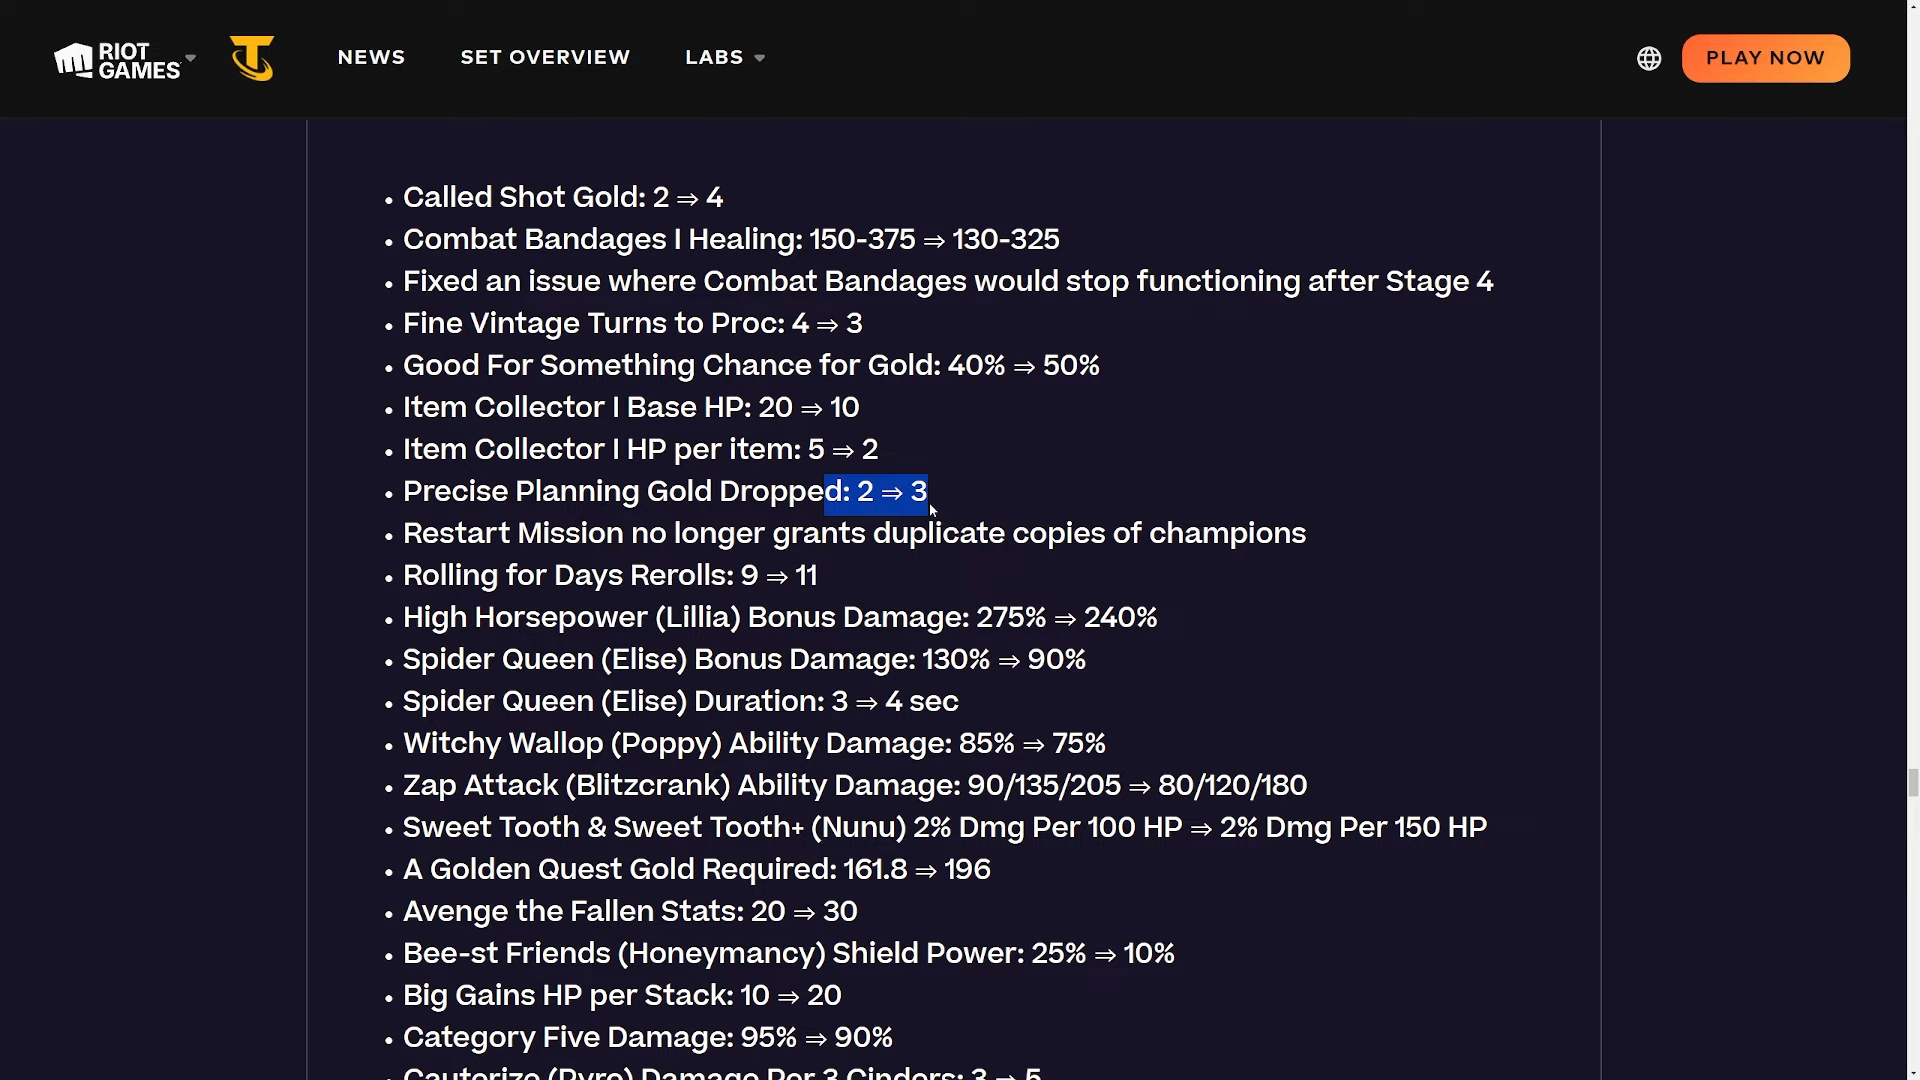 RIOT
GAMES
NEWS
SET OVERVIEW
LABS
PLAY NOW
• Called Shot Gold: 2 ⇒ 4
• Combat Bandages I Healing: 150-375 ⇒ 130-325
• Fixed an issue where Combat Bandages would stop functioning after Stage 4
• Fine Vintage Turns to Proc: 4 ⇒ 3
• Good For Something Chance for Gold: 40% ⇒ 50%
• Item Collector I Base HP: 20 ⇒ 10
• Item Collector I HP per item: 5 ⇒ 2
• Precise Planning Gold Dropped: 2 ⇒ 3
• Restart Mission no longer grants duplicate copies of champions
• Rolling for Days Rerolls: 9 ⇒ 11
• High Horsepower (Lillia) Bonus Damage: 275% ⇒ 240%
• Spider Queen (Elise) Bonus Damage: 130% ⇒ 90%
• Spider Queen (Elise) Duration: 3 ⇒ 4 sec
• Witchy Wallop (Poppy) Ability Damage: 85% ⇒ 75%
• Zap Attack (Blitzcrank) Ability Damage: 90/135/205 ⇒ 80/120/180
• Sweet Tooth & Sweet Tooth+ (Nunu) 2% Dmg Per 100 HP ⇒ 2% Dmg Per 150 HP
• A Golden Quest Gold Required: 161.8 ⇒ 196
• Avenge the Fallen Stats: 20 ⇒ 30
• Bee-st Friends (Honeymancy) Shield Power: 25% ⇒ 10%
• Big Gains HP per Stack: 10 ⇒ 20
• Category Five Damage: 95% ⇒ 90%
• Cauterize (Pyro) Damage Per 3 Cinders: 3 ⇒ 5